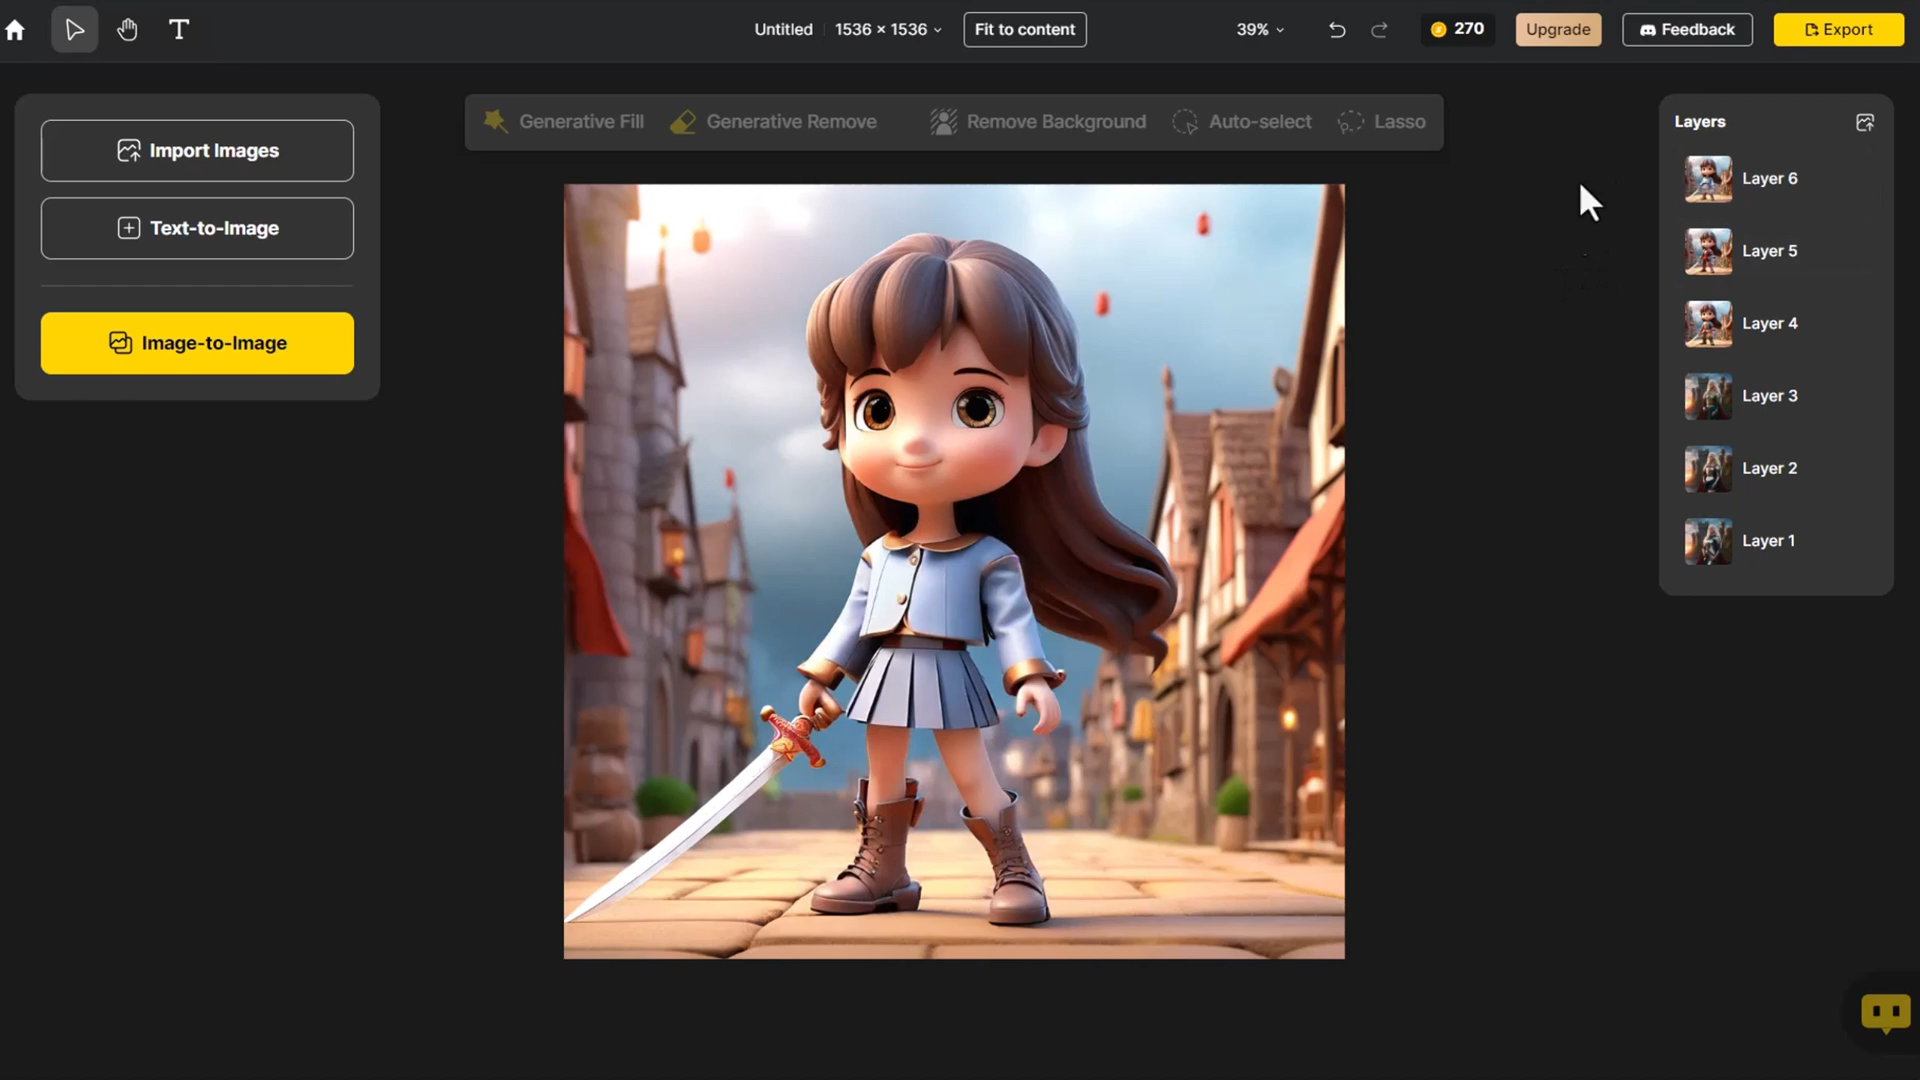 T
Untitled
1536 × 1536
Fit to content
39%
270
Upgrade
Feedback
Export
Import Images
Text-to-Image
Image-to-Image
Generative Fill
Generative Remove
Remove Background
Auto-select
Lasso
Layers
Layer 6
Layer 5
Layer 4
Layer 3
Layer 2
Layer 1